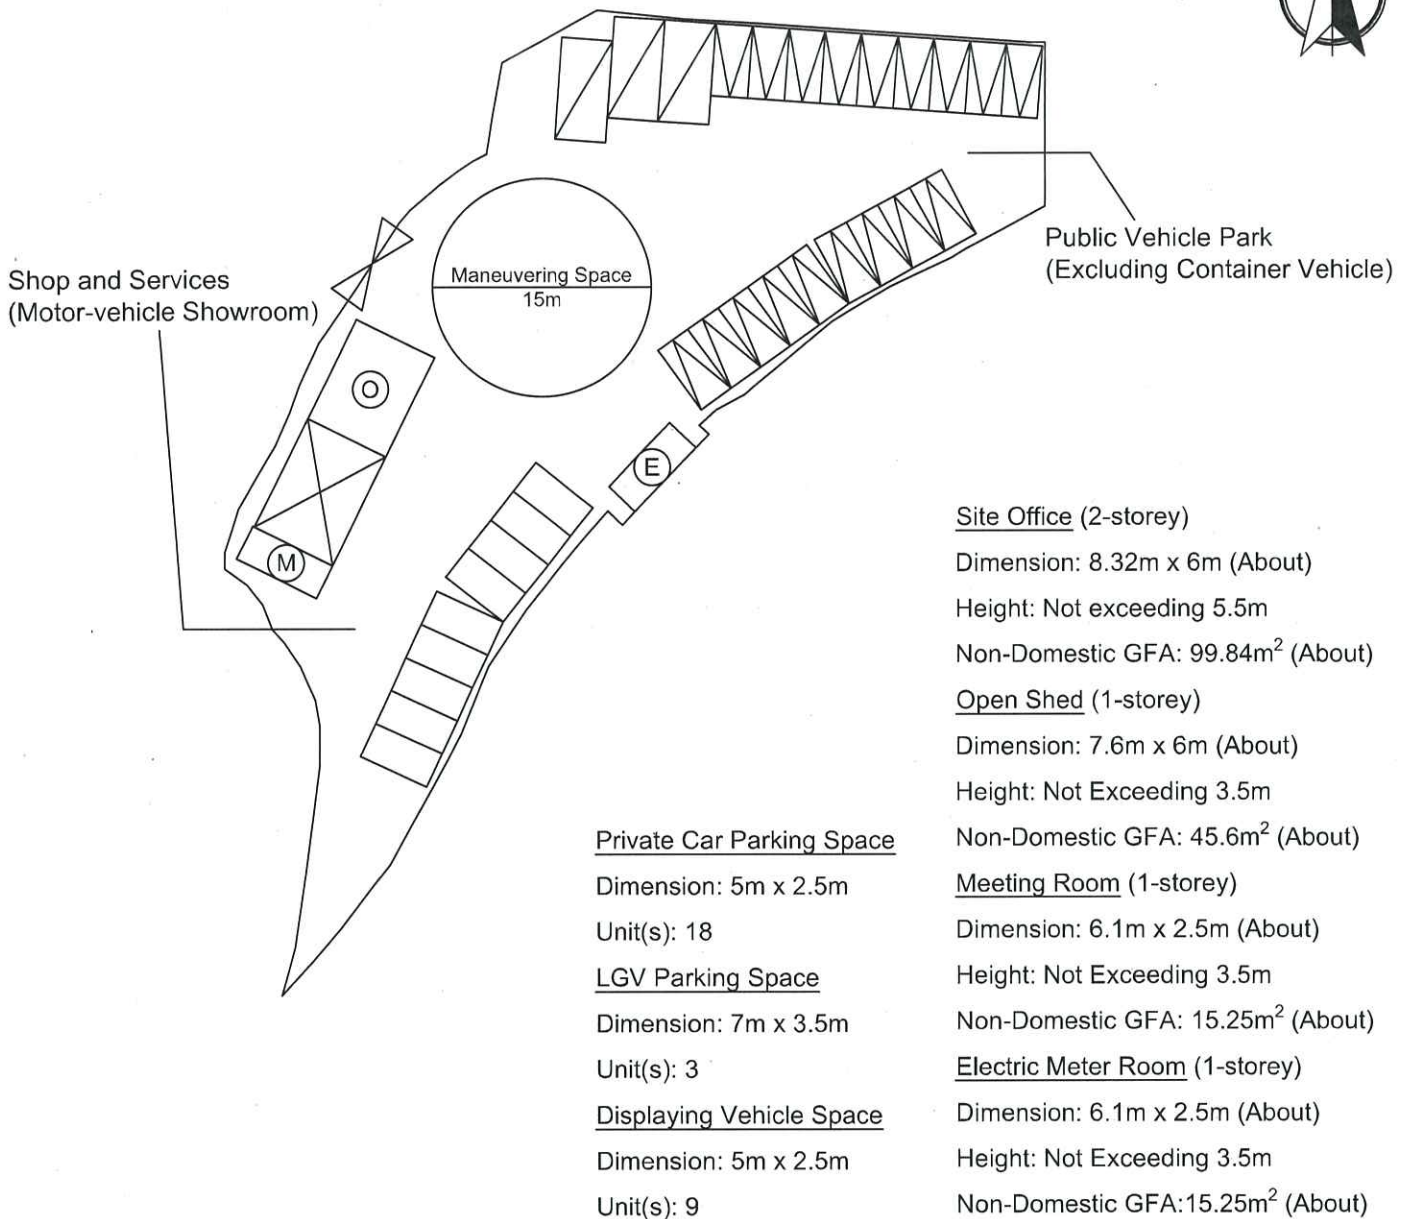 Maneuvering Space
15m
Public Vehicle Park
(Excluding Container Vehicle)
Shop and Services
(Motor-vehicle Showroom)
O
E
M
Private Car Parking Space
Dimension: 5m x 2.5m
Unit(s): 18
LGV Parking Space
Dimension: 7m x 3.5m
Unit(s): 3
Displaying Vehicle Space
Dimension: 5m x 2.5m
Unit(s): 9
Site Office (2-storey)
Dimension: 8.32m x 6m (About)
Height: Not exceeding 5.5m
Non-Domestic GFA: 99.84m² (About)
Open Shed (1-storey)
Dimension: 7.6m x 6m (About)
Height: Not Exceeding 3.5m
Non-Domestic GFA: 45.6m² (About)
Meeting Room (1-storey)
Dimension: 6.1m x 2.5m (About)
Height: Not Exceeding 3.5m
Non-Domestic GFA: 15.25m² (About)
Electric Meter Room (1-storey)
Dimension: 6.1m x 2.5m (About)
Height: Not Exceeding 3.5m
Non-Domestic GFA:15.25m² (About)